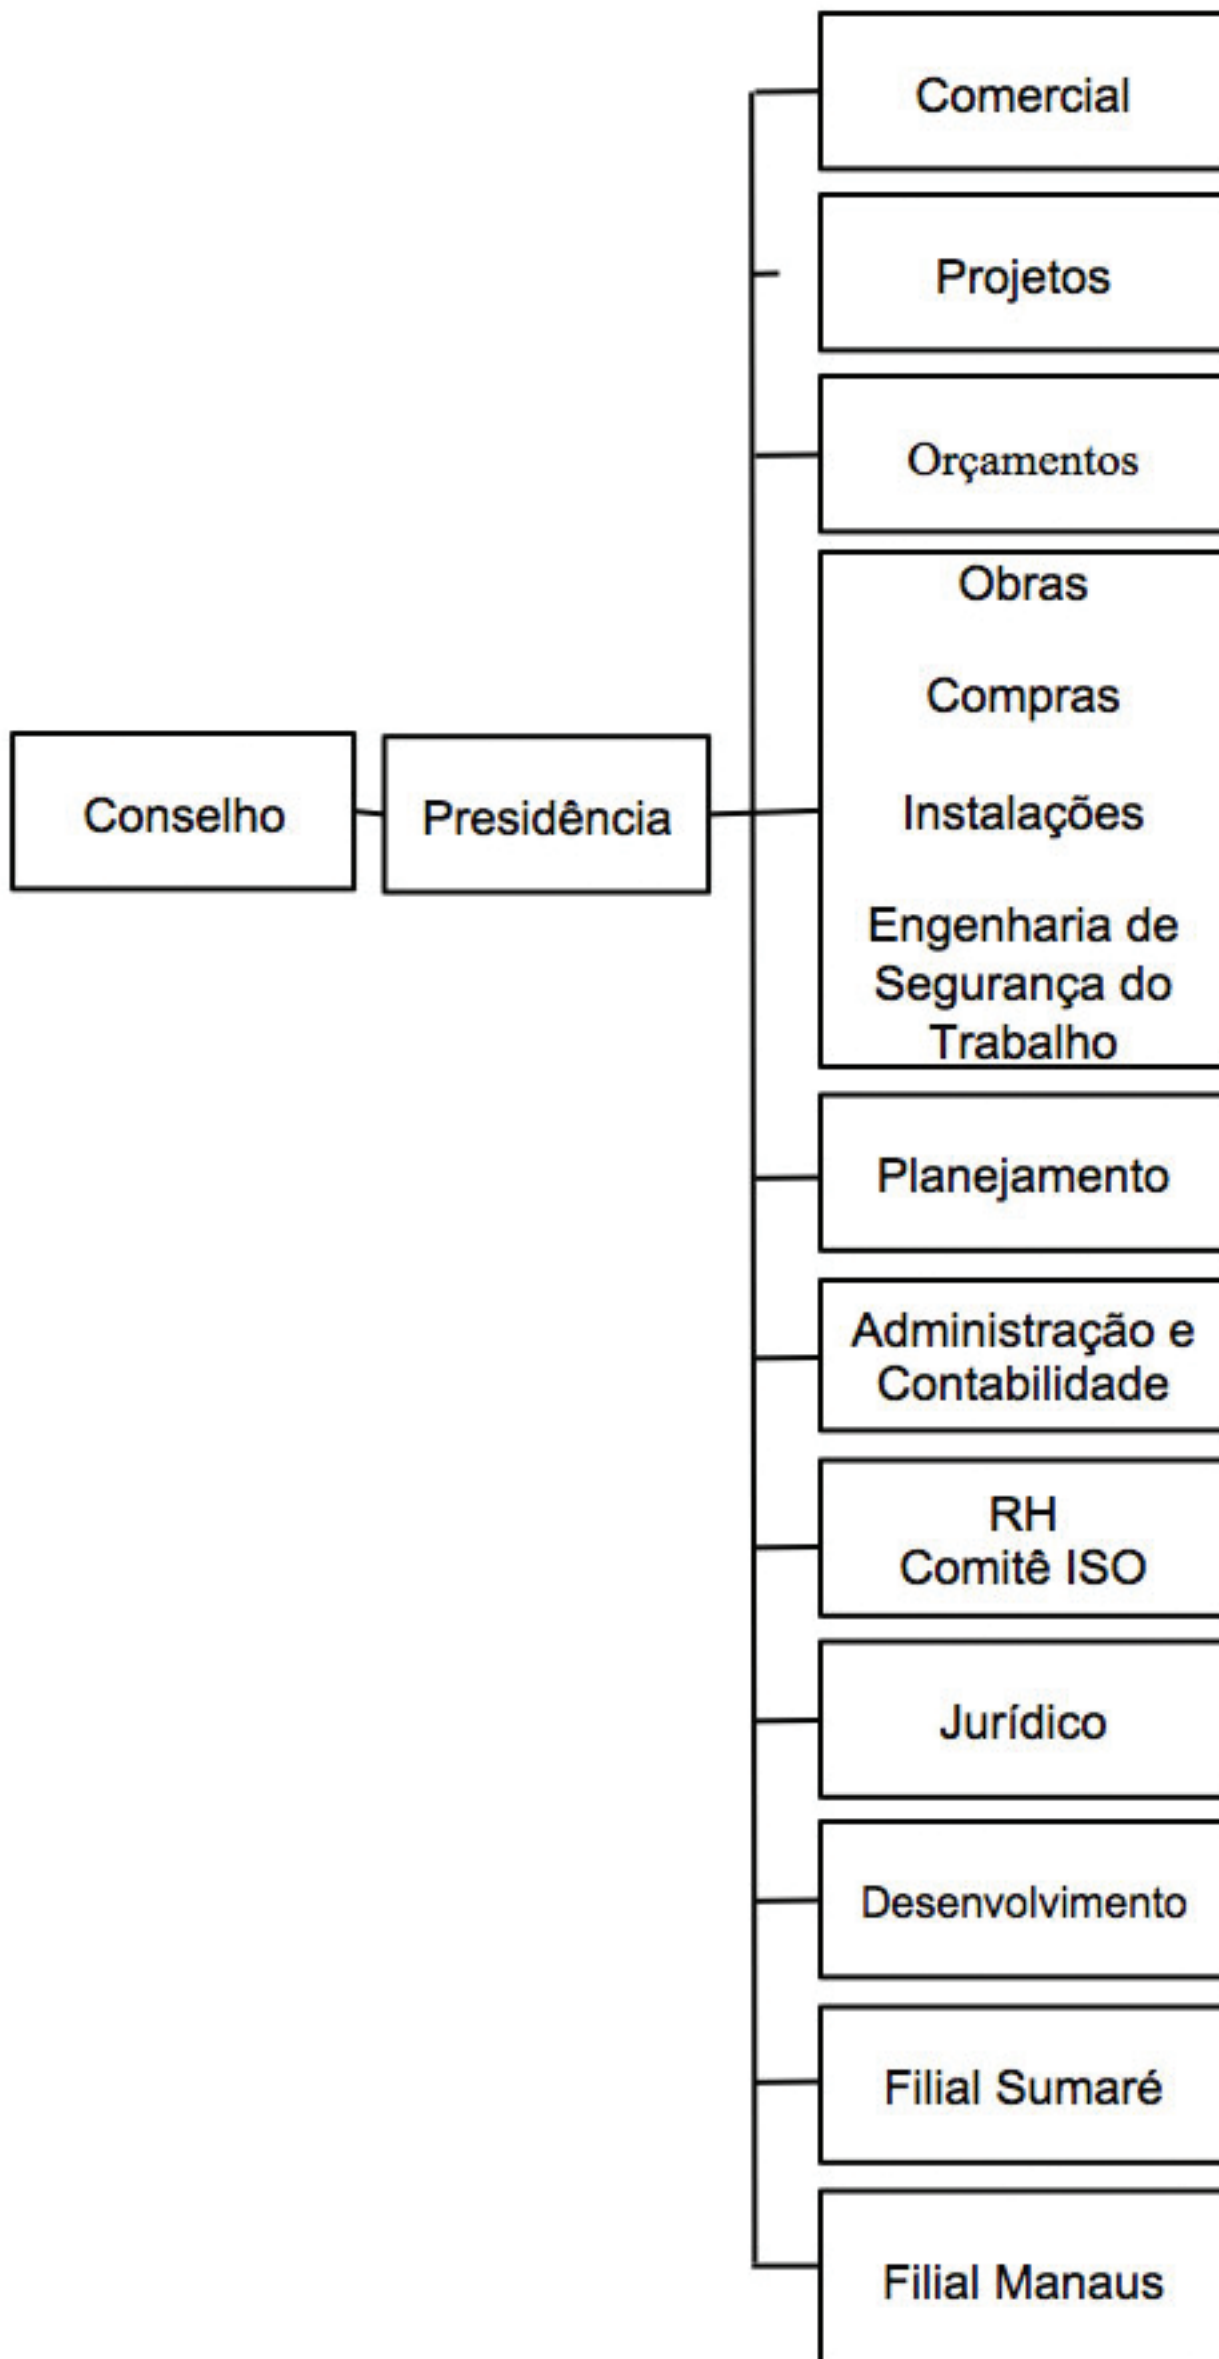 Comercial
Projetos
Orçamentos
Obras
Compras
Instalações
Engenharia de
Segurança do
Trabalho
Conselho
Presidência
Planejamento
Administração e
Contabilidade
RH
Comitê ISO
Jurídico
Desenvolvimento
Filial Sumaré
Filial Manaus